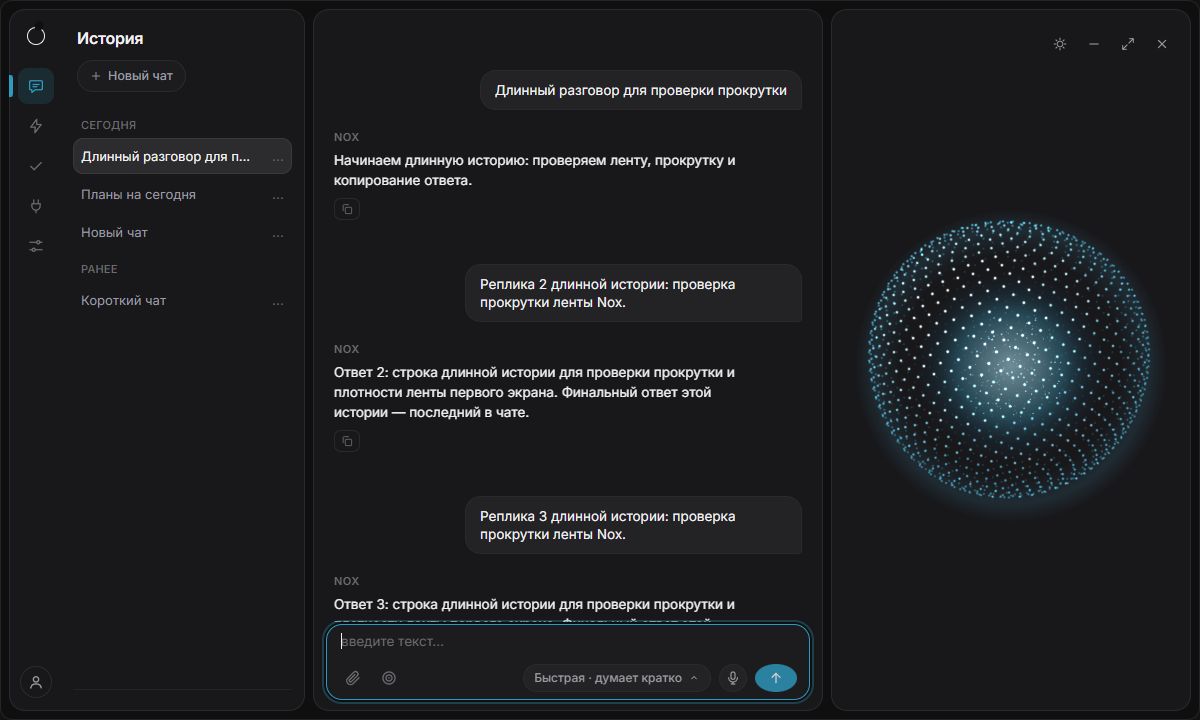 История
+ Новый чат
СЕГОДНЯ
Длинный разговор для п... ...
Планы на сегодня ...
Новый чат ...
РАНЕЕ
Короткий чат ...
Длинный разговор для проверки прокрутки
NOX
Начинаем длинную историю: проверяем ленту, прокрутку и
копирование ответа.
Реплика 2 длинной истории: проверка
прокрутки ленты Nox.
NOX
Ответ 2: строка длинной истории для проверки прокрутки и
плотности ленты первого экрана. Финальный ответ этой
истории — последний в чате.
Реплика 3 длинной истории: проверка
прокрутки ленты Nox.
NOX
Ответ 3: строка длинной истории для проверки прокрутки и
введите текст...
Быстрая · думает кратко